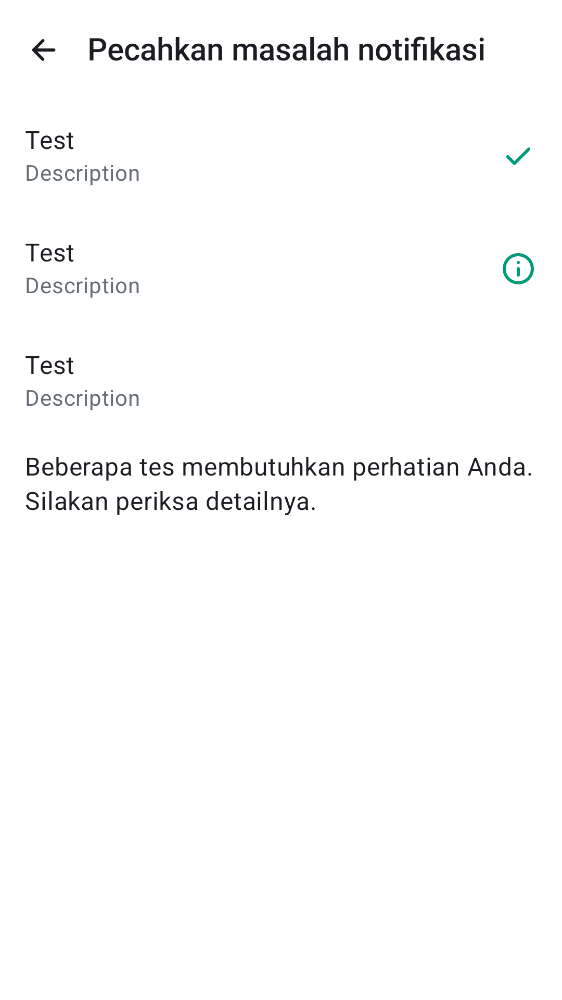 Pecahkan masalah notifikasi
Test
Description
Test
Description
Test
Description
Beberapa tes membutuhkan perhatian Anda.
Silakan periksa detailnya.